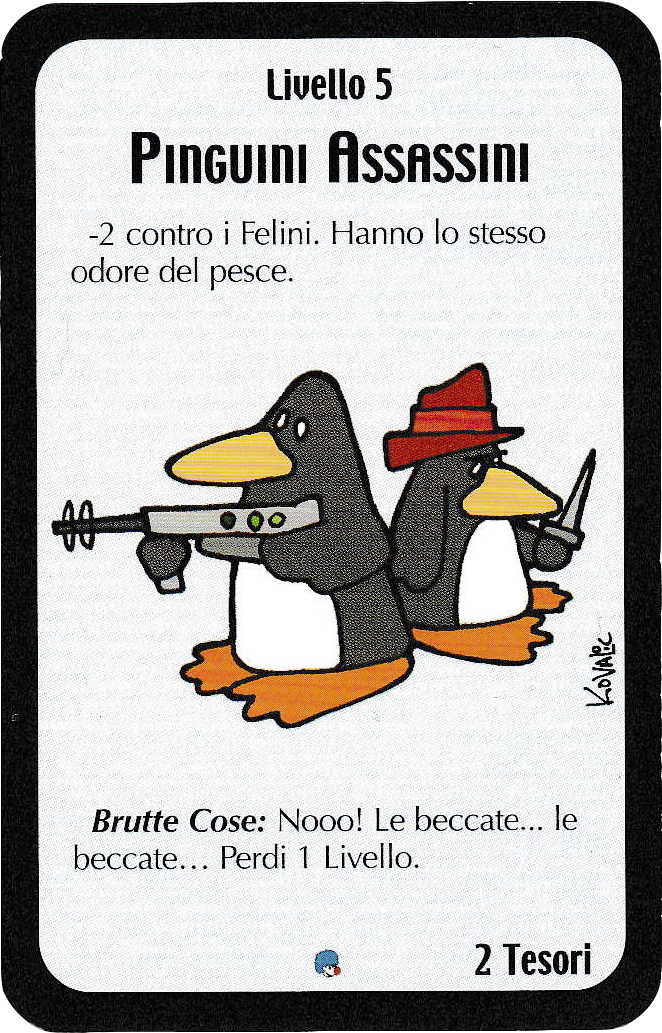 Livello 5
Pinguini Assassini
-2 contro i Felini. Hanno lo stesso
odore del pesce.
KOVALIC
Brutte Cose: Nooo! Le beccate... le
beccate... Perdi 1 Livello.
2 Tesori